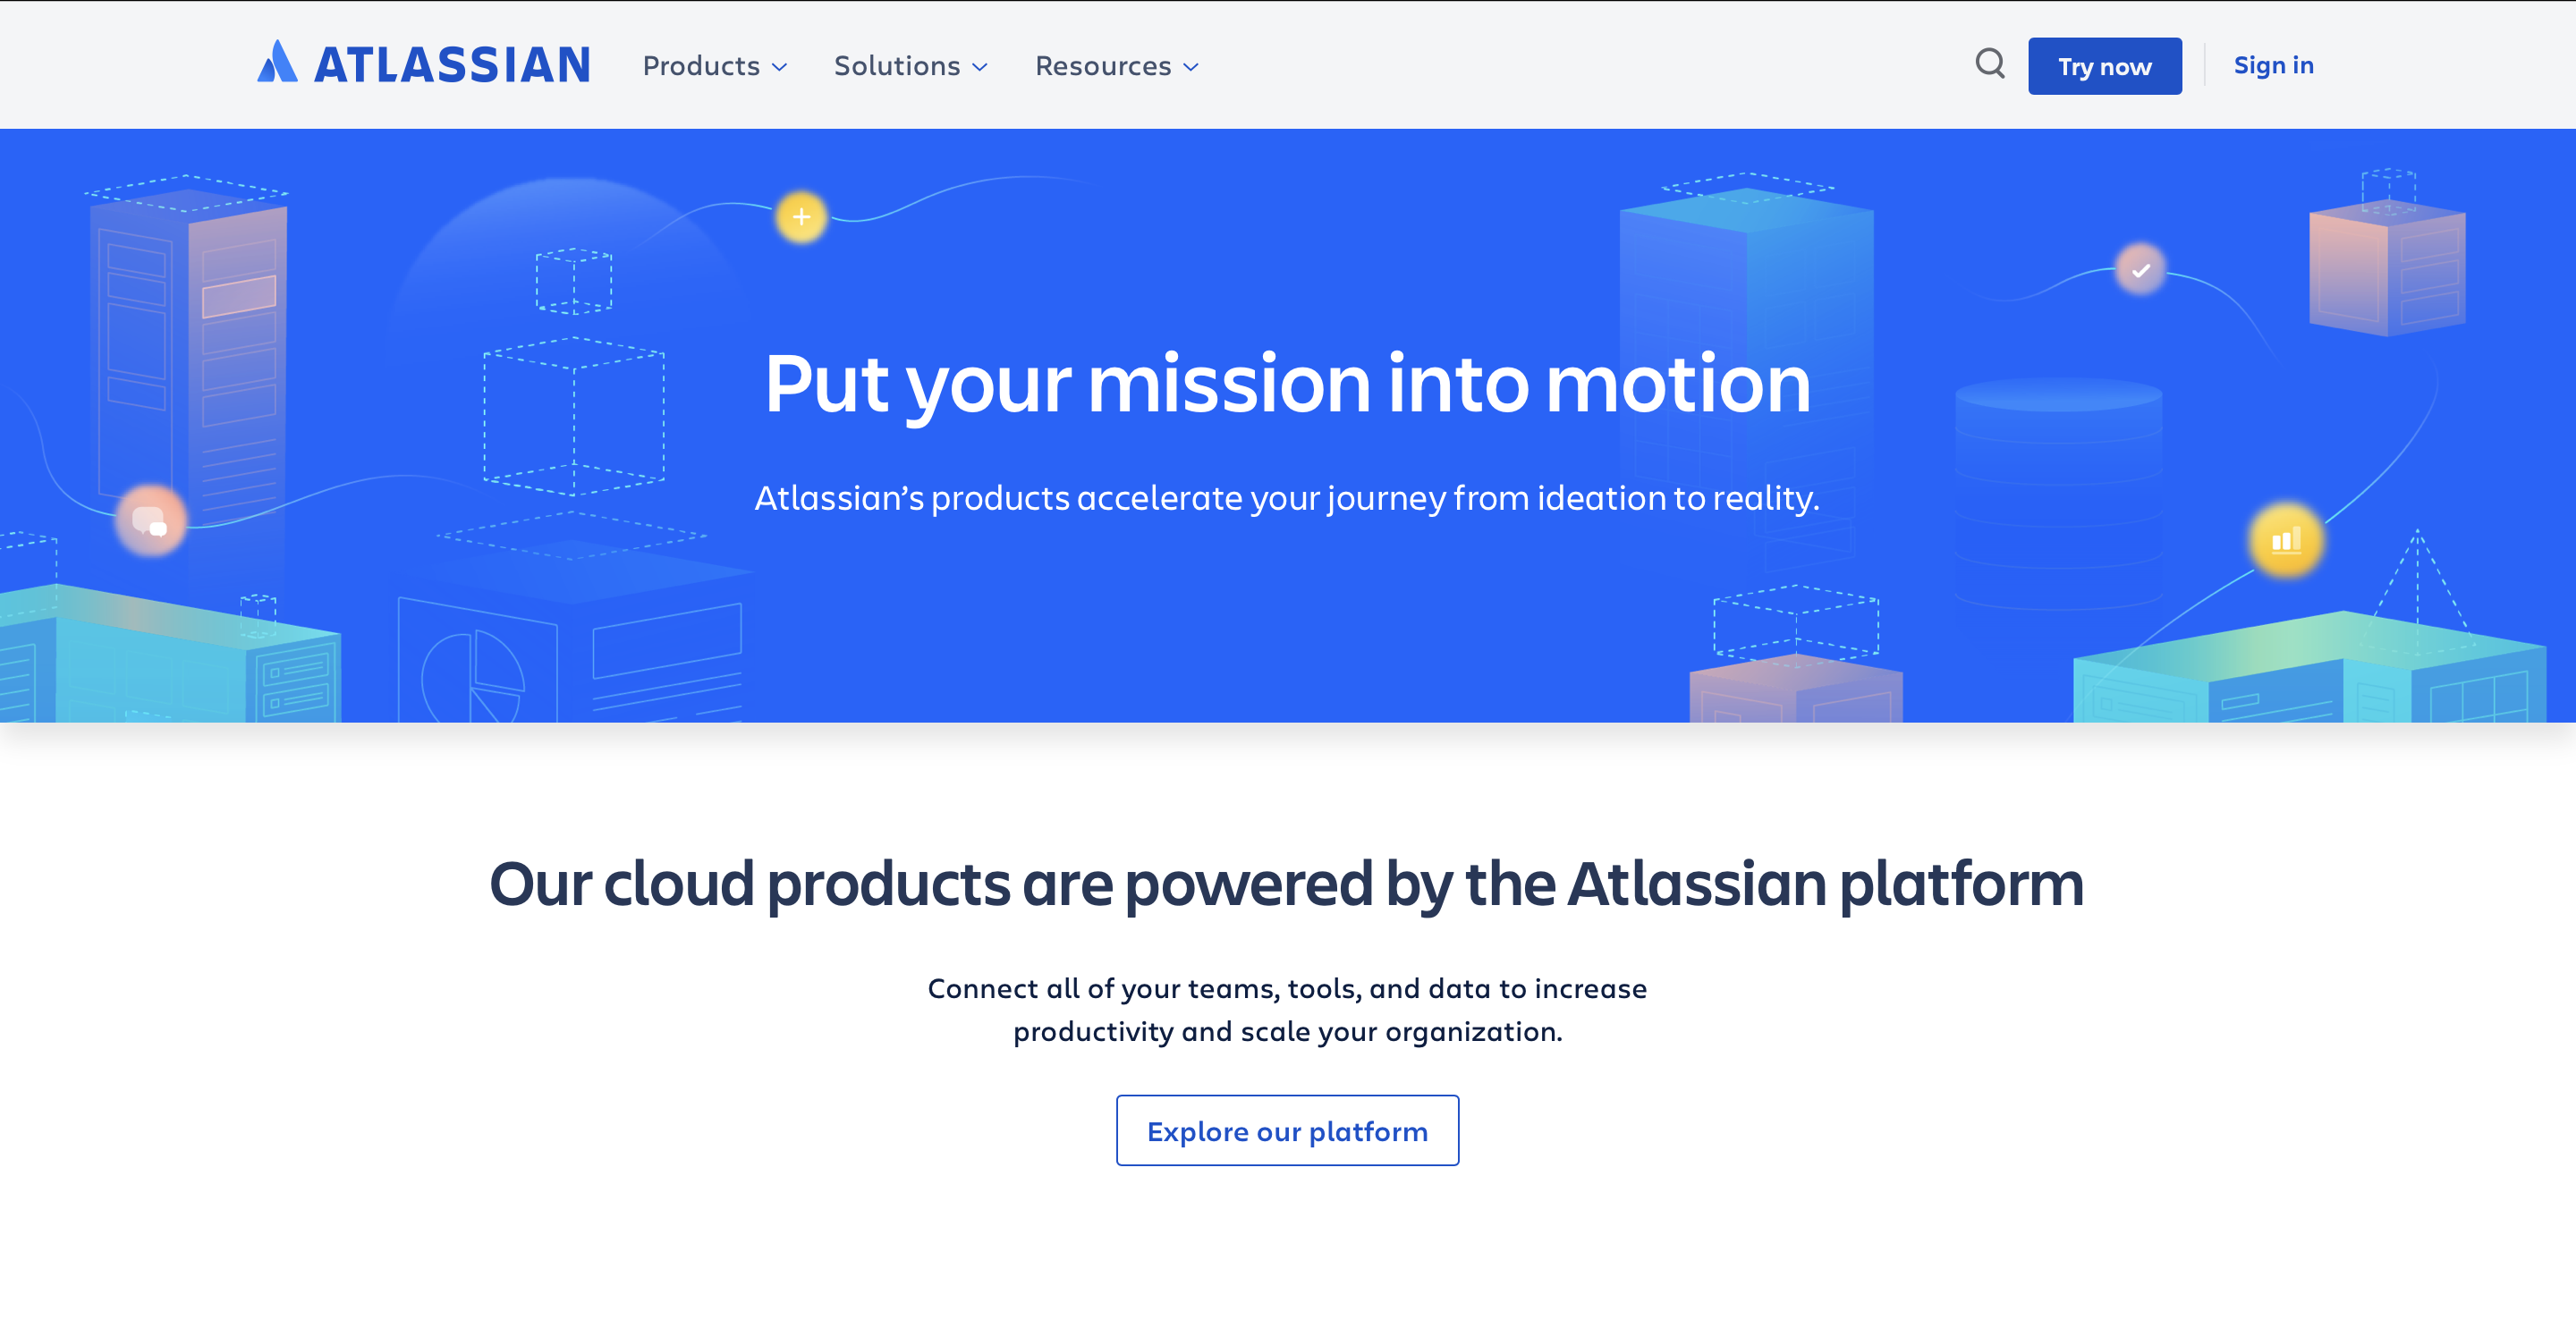 ATLASSIAN Products Solutions Resources Try now Sign in
Put your mission into motion
Atlassian’s products accelerate your journey from ideation to reality.
Our cloud products are powered by the Atlassian platform
Connect all of your teams, tools, and data to increase
productivity and scale your organization.
Explore our platform